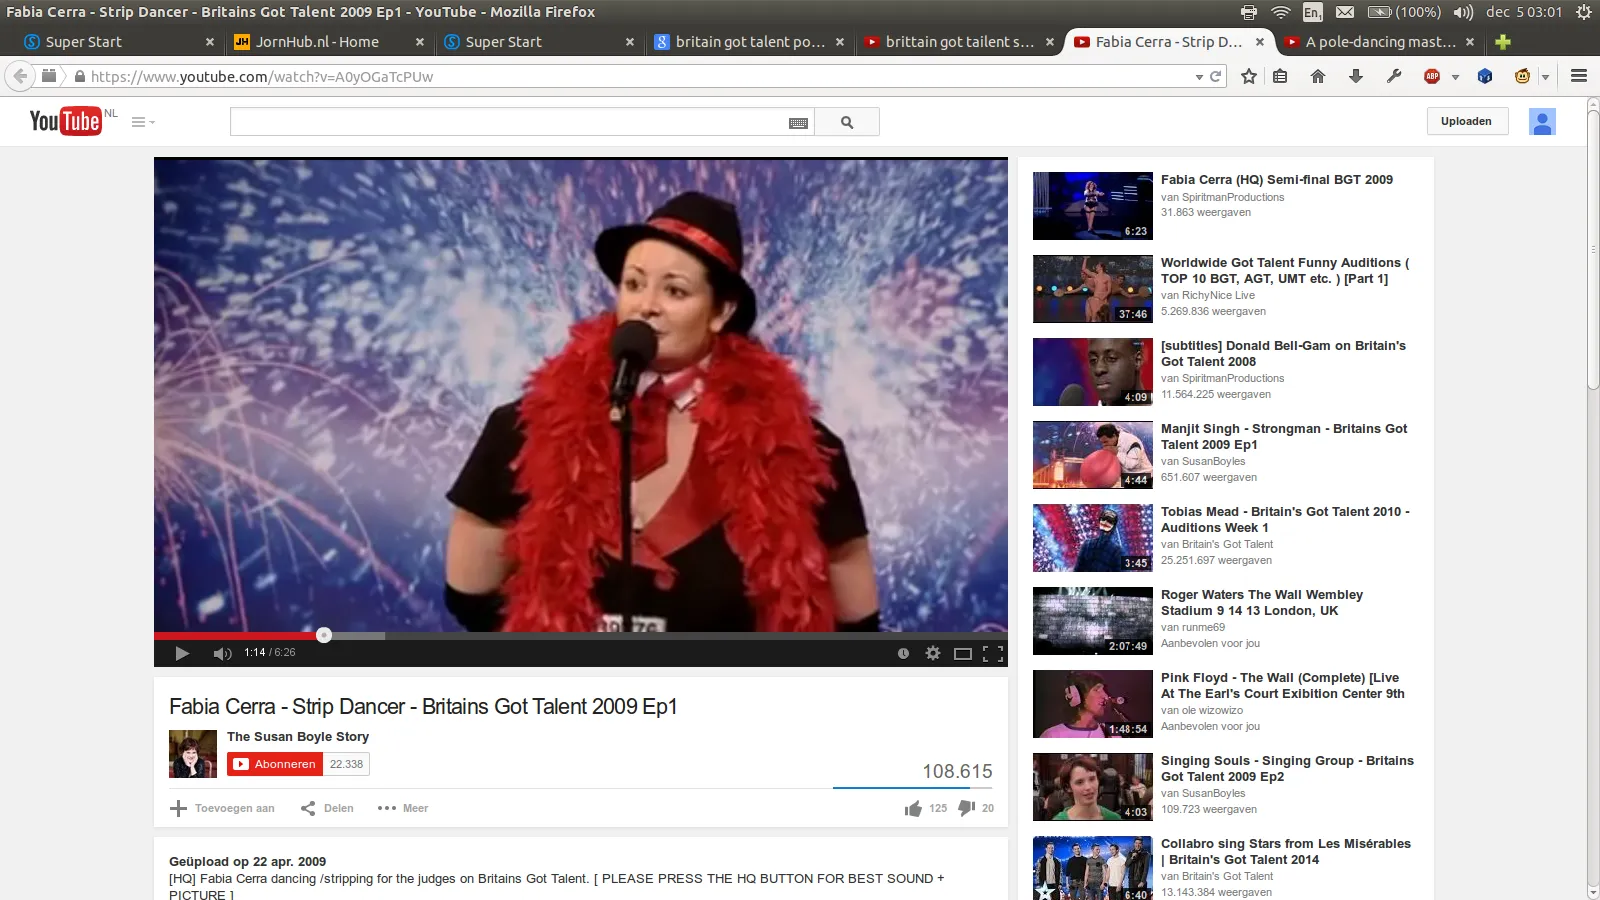 Fabia Cerra - Strip Dancer - Britains Got Talent 2009 Ep1 - YouTube - Mozilla Firefox
En1 (100%) dec 5 03:01
Super Start
JH JornHub.nl - Home
Super Start
britain got talent po...
brittain got tailent s...
Fabia Cerra - Strip D...
A pole-dancing mast...
https://www.youtube.com/watch?v=A0yOGaTcPUw
ABP
YouTube NL
Uploaden
1:14 / 6:26
Fabia Cerra - Strip Dancer - Britains Got Talent 2009 Ep1
The Susan Boyle Story
Abonneren 22.338
108.615
Toevoegen aan Delen Meer 125 20
Geüpload op 22 apr. 2009
[HQ] Fabia Cerra dancing /stripping for the judges on Britains Got Talent. [ PLEASE PRESS THE HQ BUTTON FOR BEST SOUND +
PICTURE ]
Fabia Cerra (HQ) Semi-final BGT 2009
van SpiritmanProductions
31.863 weergaven
6:23
Worldwide Got Talent Funny Auditions (
TOP 10 BGT, AGT, UMT etc. ) [Part 1]
van RichyNice Live
5.269.836 weergaven
37:46
[subtitles] Donald Bell-Gam on Britain's
Got Talent 2008
van SpiritmanProductions
11.564.225 weergaven
4:09
Manjit Singh - Strongman - Britains Got
Talent 2009 Ep1
van SusanBoyles
651.607 weergaven
4:44
Tobias Mead - Britain's Got Talent 2010 -
Auditions Week 1
van Britain's Got Talent
25.251.697 weergaven
3:45
Roger Waters The Wall Wembley
Stadium 9 14 13 London, UK
van runme69
Aanbevolen voor jou
2:07:49
Pink Floyd - The Wall (Complete) [Live
At The Earl's Court Exibition Center 9th
van ole wizowizo
Aanbevolen voor jou
1:48:54
Singing Souls - Singing Group - Britains
Got Talent 2009 Ep2
van SusanBoyles
109.723 weergaven
4:03
Collabro sing Stars from Les Misérables
| Britain's Got Talent 2014
van Britain's Got Talent
13.143.384 weergaven
6:40